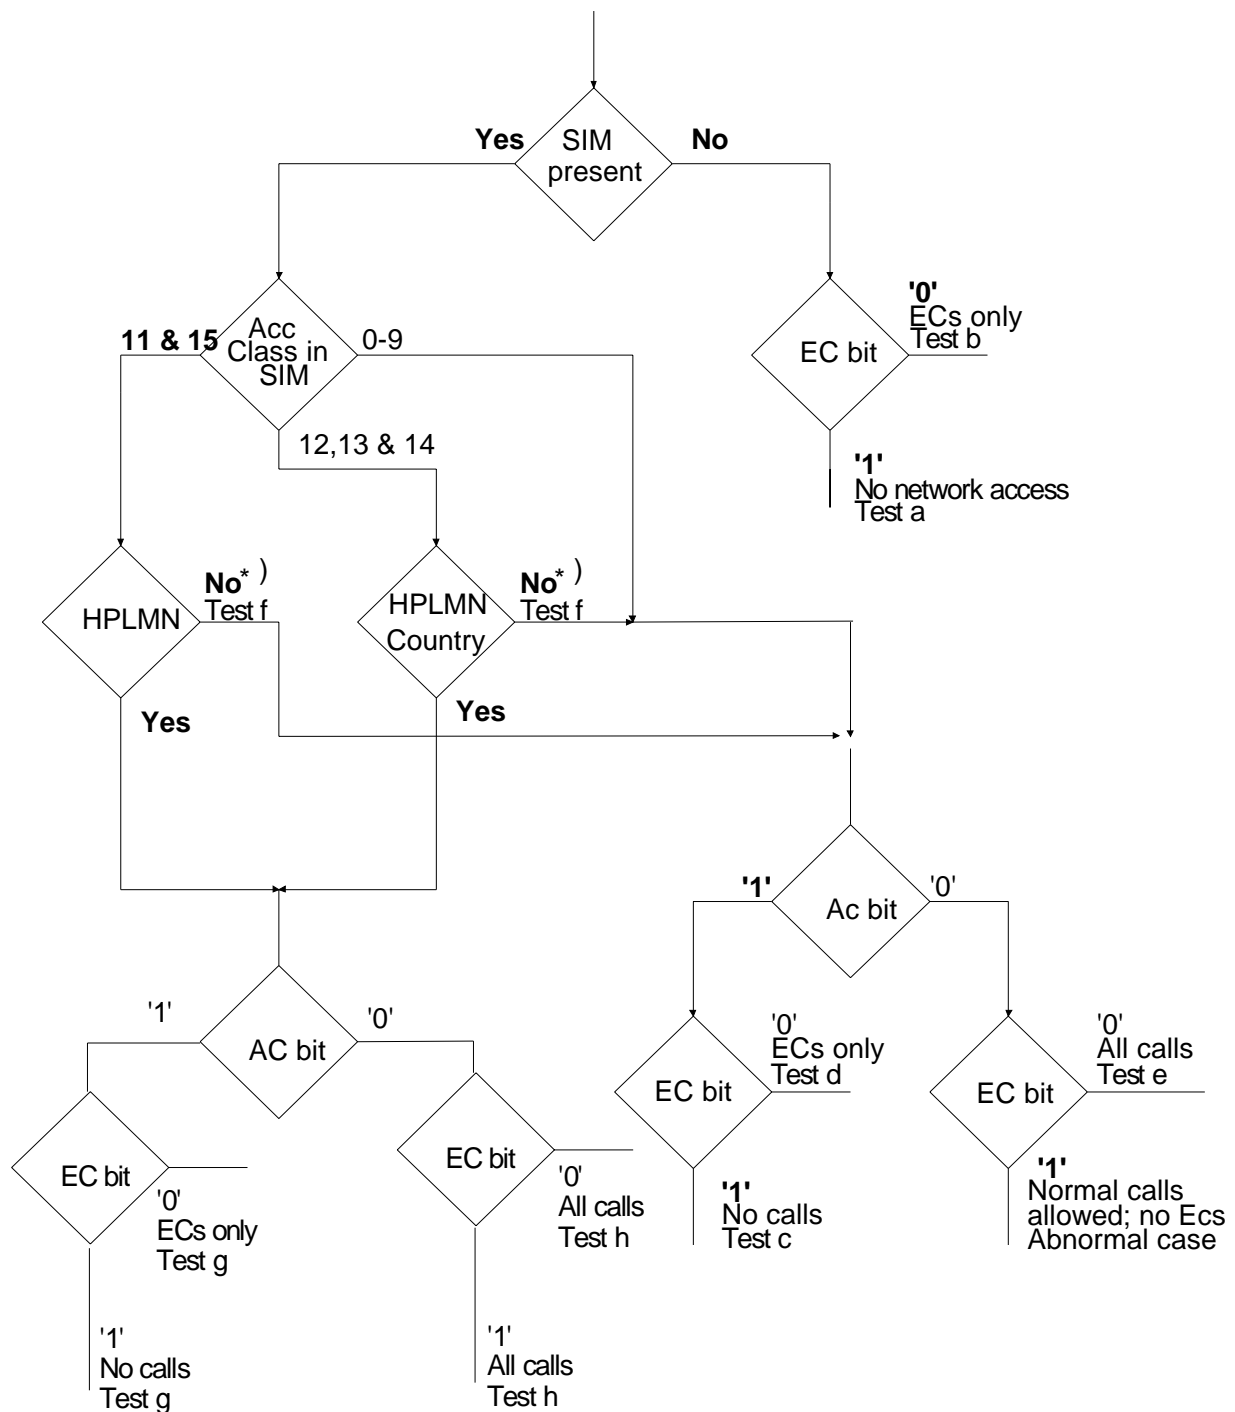 Yes
SIM
present
No
11 & 15
Acc
Class in
SIM
0-9
'0'
ECs only
Test b
EC bit
12,13 & 14
'1'
No network access
Test a
HPLMN
No* )
Test f
HPLMN
Country
No* )
Test f
Yes
Yes
'1'
Ac bit
'0'
'1'
AC bit
'0'
EC bit
'0'
ECs only
Test d
EC bit
'0'
All calls
Test e
EC bit
'0'
ECs only
Test g
EC bit
'0'
All calls
Test h
'1'
No calls
Test c
'1'
Normal calls
allowed; no Ecs
Abnormal case
'1'
No calls
Test g
'1'
All calls
Test h